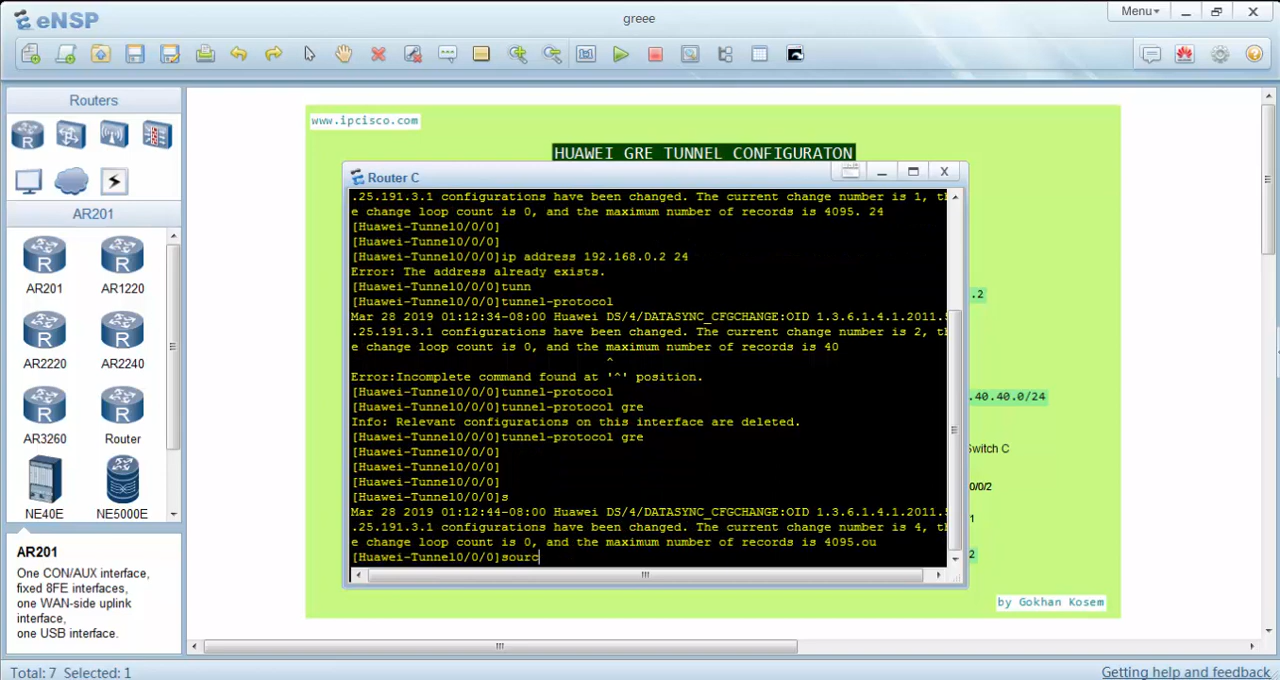 eNSP
greee
Menu
Routers
AR201
AR201
AR1220
AR2220
AR2240
AR3260
Router
NE40E
NE5000E
AR201
One CON/AUX interface,
fixed 8FE interfaces,
one WAN-side uplink
interface,
one USB interface.
www.ipcisco.com
HUAWEI GRE TUNNEL CONFIGURATON
Router C
.25.191.3.1 configurations have been changed. The current change number is 1, th
e change loop count is 0, and the maximum number of records is 4095. 24
[Huawei-Tunnel0/0/0]
[Huawei-Tunnel0/0/0]
[Huawei-Tunnel0/0/0]ip address 192.168.0.2 24
Error: The address already exists.
[Huawei-Tunnel0/0/0]tunn
[Huawei-Tunnel0/0/0]tunnel-protocol
Mar 28 2019 01:12:34-08:00 Huawei DS/4/DATASYNC_CFGCHANGE:OID 1.3.6.1.4.1.2011.5
.25.191.3.1 configurations have been changed. The current change number is 2, th
e change loop count is 0, and the maximum number of records is 40
^
Error:Incomplete command found at '^' position.
[Huawei-Tunnel0/0/0]tunnel-protocol
[Huawei-Tunnel0/0/0]tunnel-protocol gre
Info: Relevant configurations on this interface are deleted.
[Huawei-Tunnel0/0/0]tunnel-protocol gre
[Huawei-Tunnel0/0/0]
[Huawei-Tunnel0/0/0]
[Huawei-Tunnel0/0/0]
[Huawei-Tunnel0/0/0]s
Mar 28 2019 01:12:44-08:00 Huawei DS/4/DATASYNC_CFGCHANGE:OID 1.3.6.1.4.1.2011.5
.25.191.3.1 configurations have been changed. The current change number is 4, th
e change loop count is 0, and the maximum number of records is 4095.ou
[Huawei-Tunnel0/0/0]sourc
.2
.40.40.0/24
witch C
0/0/2
1
2
by Gokhan Kosem
Total: 7 Selected: 1
Getting help and feedback